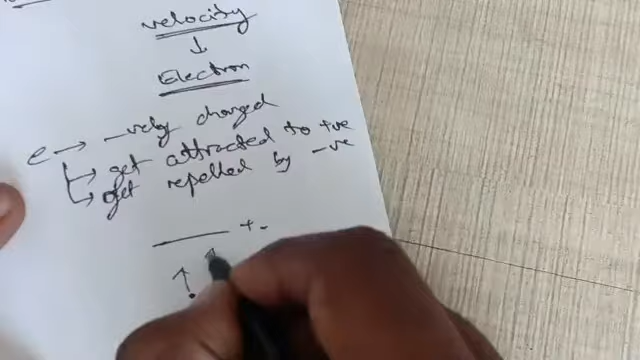 velocity
↓
Electron
e → -vely charged
↳ get attracted to +ve
↳ get repelled by -ve
+